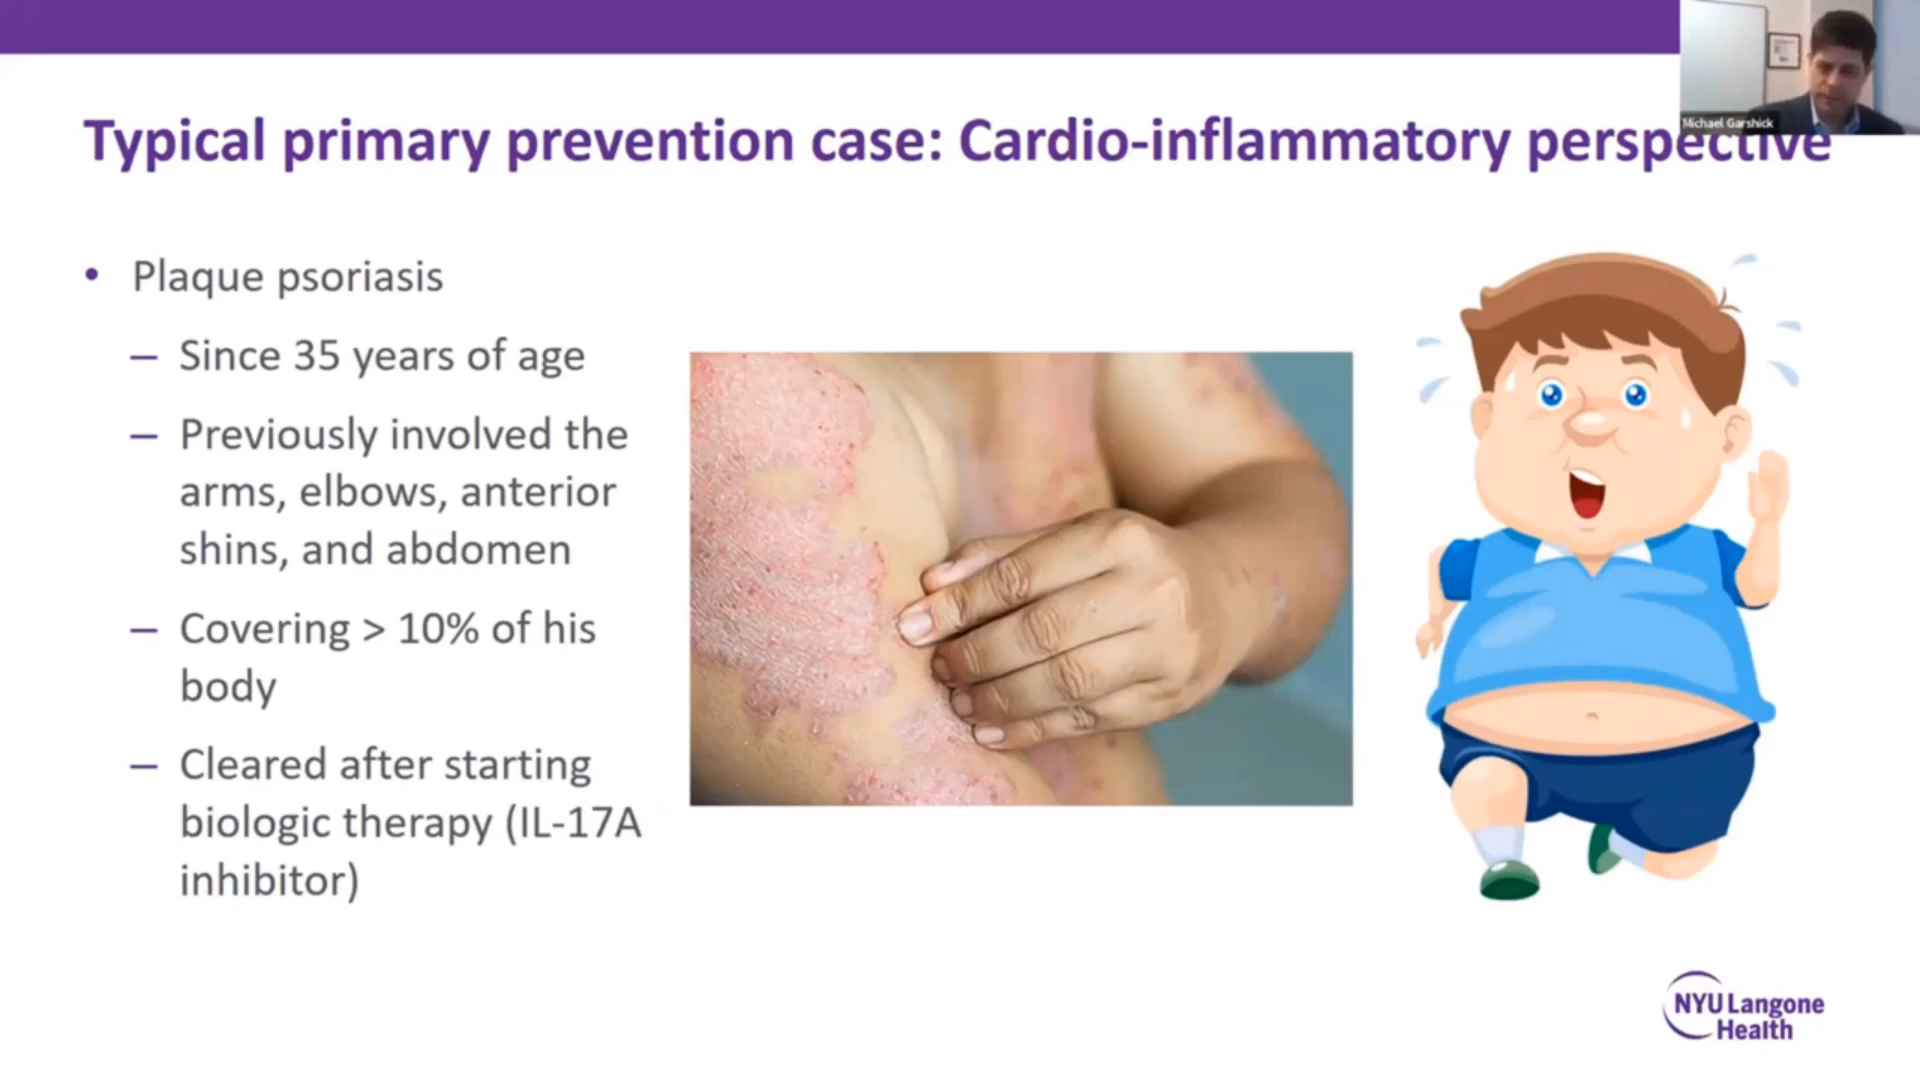 Michael Garshick
Typical primary prevention case: Cardio-inflammatory perspective
• Plaque psoriasis
– Since 35 years of age
– Previously involved the
arms, elbows, anterior
shins, and abdomen
– Covering > 10% of his
body
– Cleared after starting
biologic therapy (IL-17A
inhibitor)
NYU Langone
Health